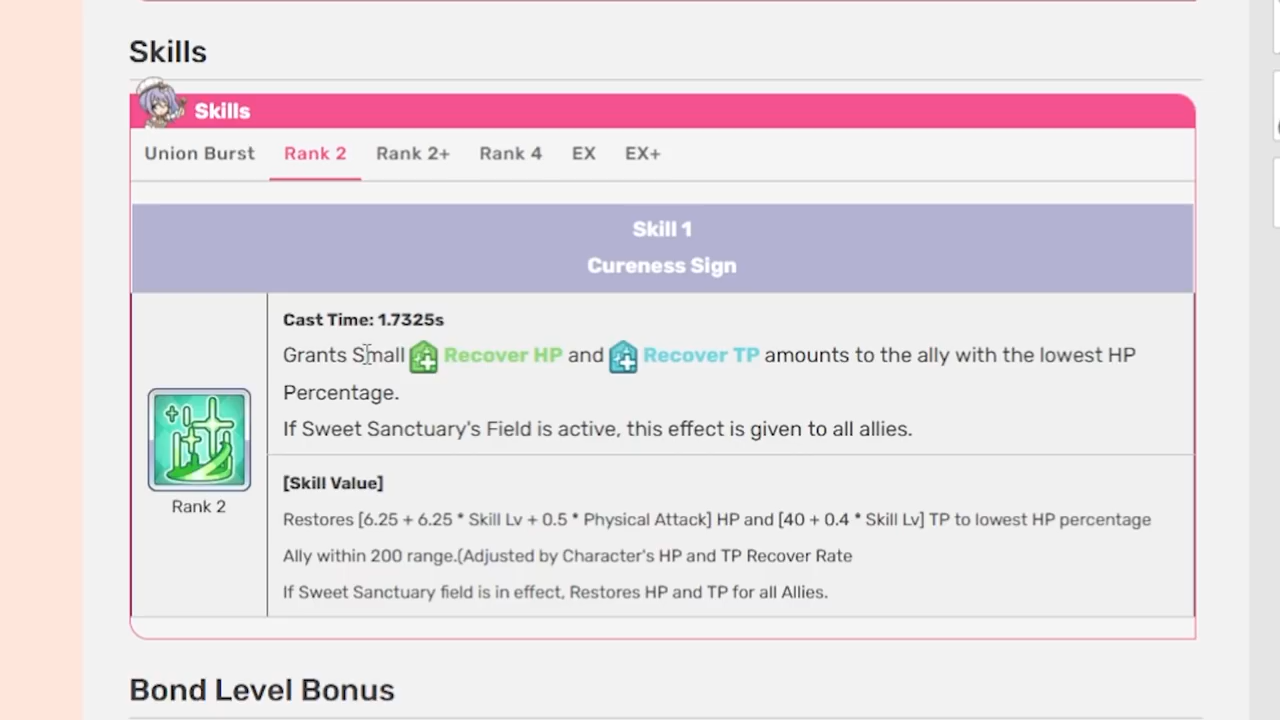 Skills
Skills
Union Burst Rank 2 Rank 2+ Rank 4 EX EX+
Skill 1
Cureness Sign
Cast Time: 1.7325s
Grants Small Recover HP and Recover TP amounts to the ally with the lowest HP
Percentage.
If Sweet Sanctuary's Field is active, this effect is given to all allies.
Rank 2
[Skill Value]
Restores [6.25 + 6.25 * Skill Lv + 0.5 * Physical Attack] HP and [40 + 0.4 * Skill Lv] TP to lowest HP percentage
Ally within 200 range.(Adjusted by Character's HP and TP Recover Rate
If Sweet Sanctuary field is in effect, Restores HP and TP for all Allies.
Bond Level Bonus